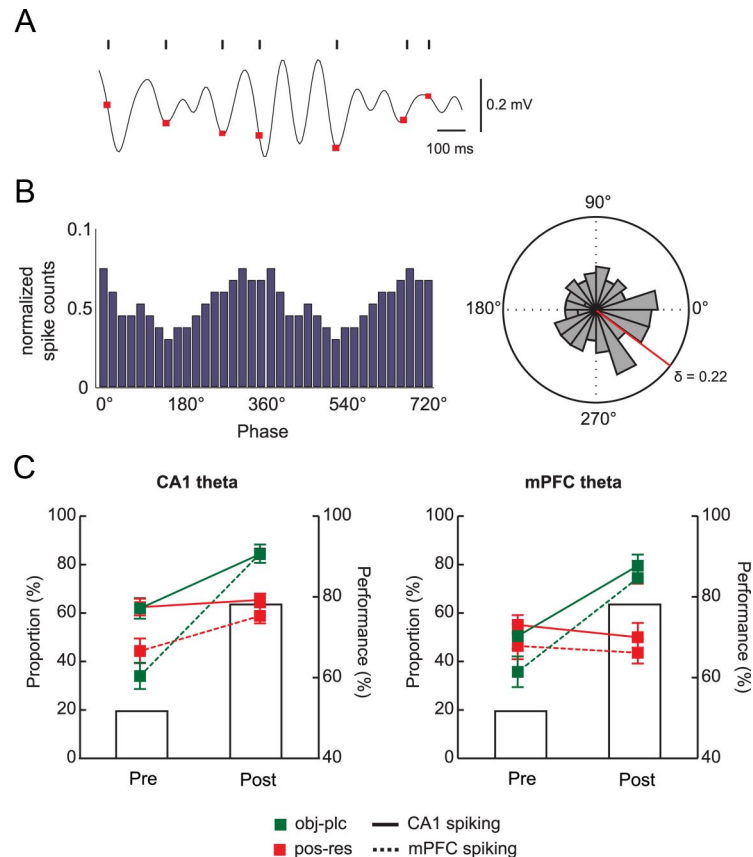 A
0.2 mV
100 ms
B
0.1
0.5
0
normalized
spike counts
0° 180° 360° 540° 720°
Phase
90°
180°
0°
270°
δ = 0.22
C
CA1 theta
100
80
60
40
20
0
Proportion (%)
100
80
60
40
Performance (%)
Pre Post
mPFC theta
100
80
60
40
20
0
Proportion (%)
100
80
60
40
Performance (%)
Pre Post
obj-plc CA1 spiking
pos-res mPFC spiking